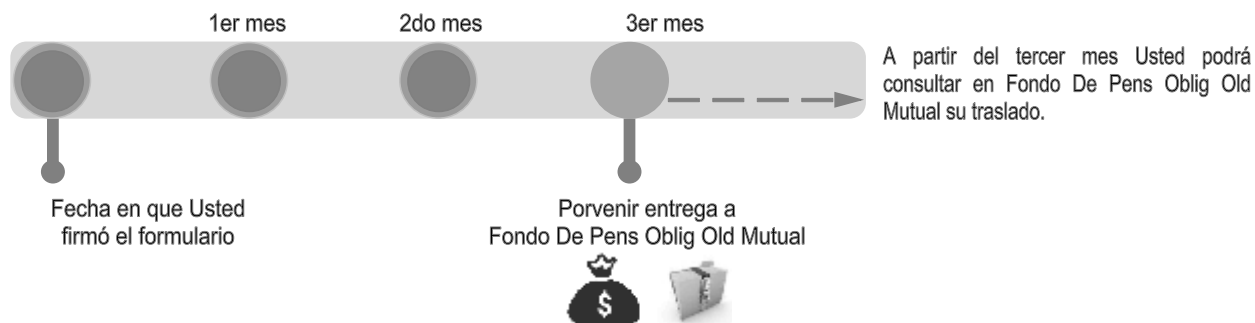 1er mes
2do mes
3er mes
A partir del tercer mes Usted podrá
consultar en Fondo De Pens Oblig Old
Mutual su traslado.
Fecha en que Usted
firmó el formulario
Porvenir entrega a
Fondo De Pens Oblig Old Mutual
$